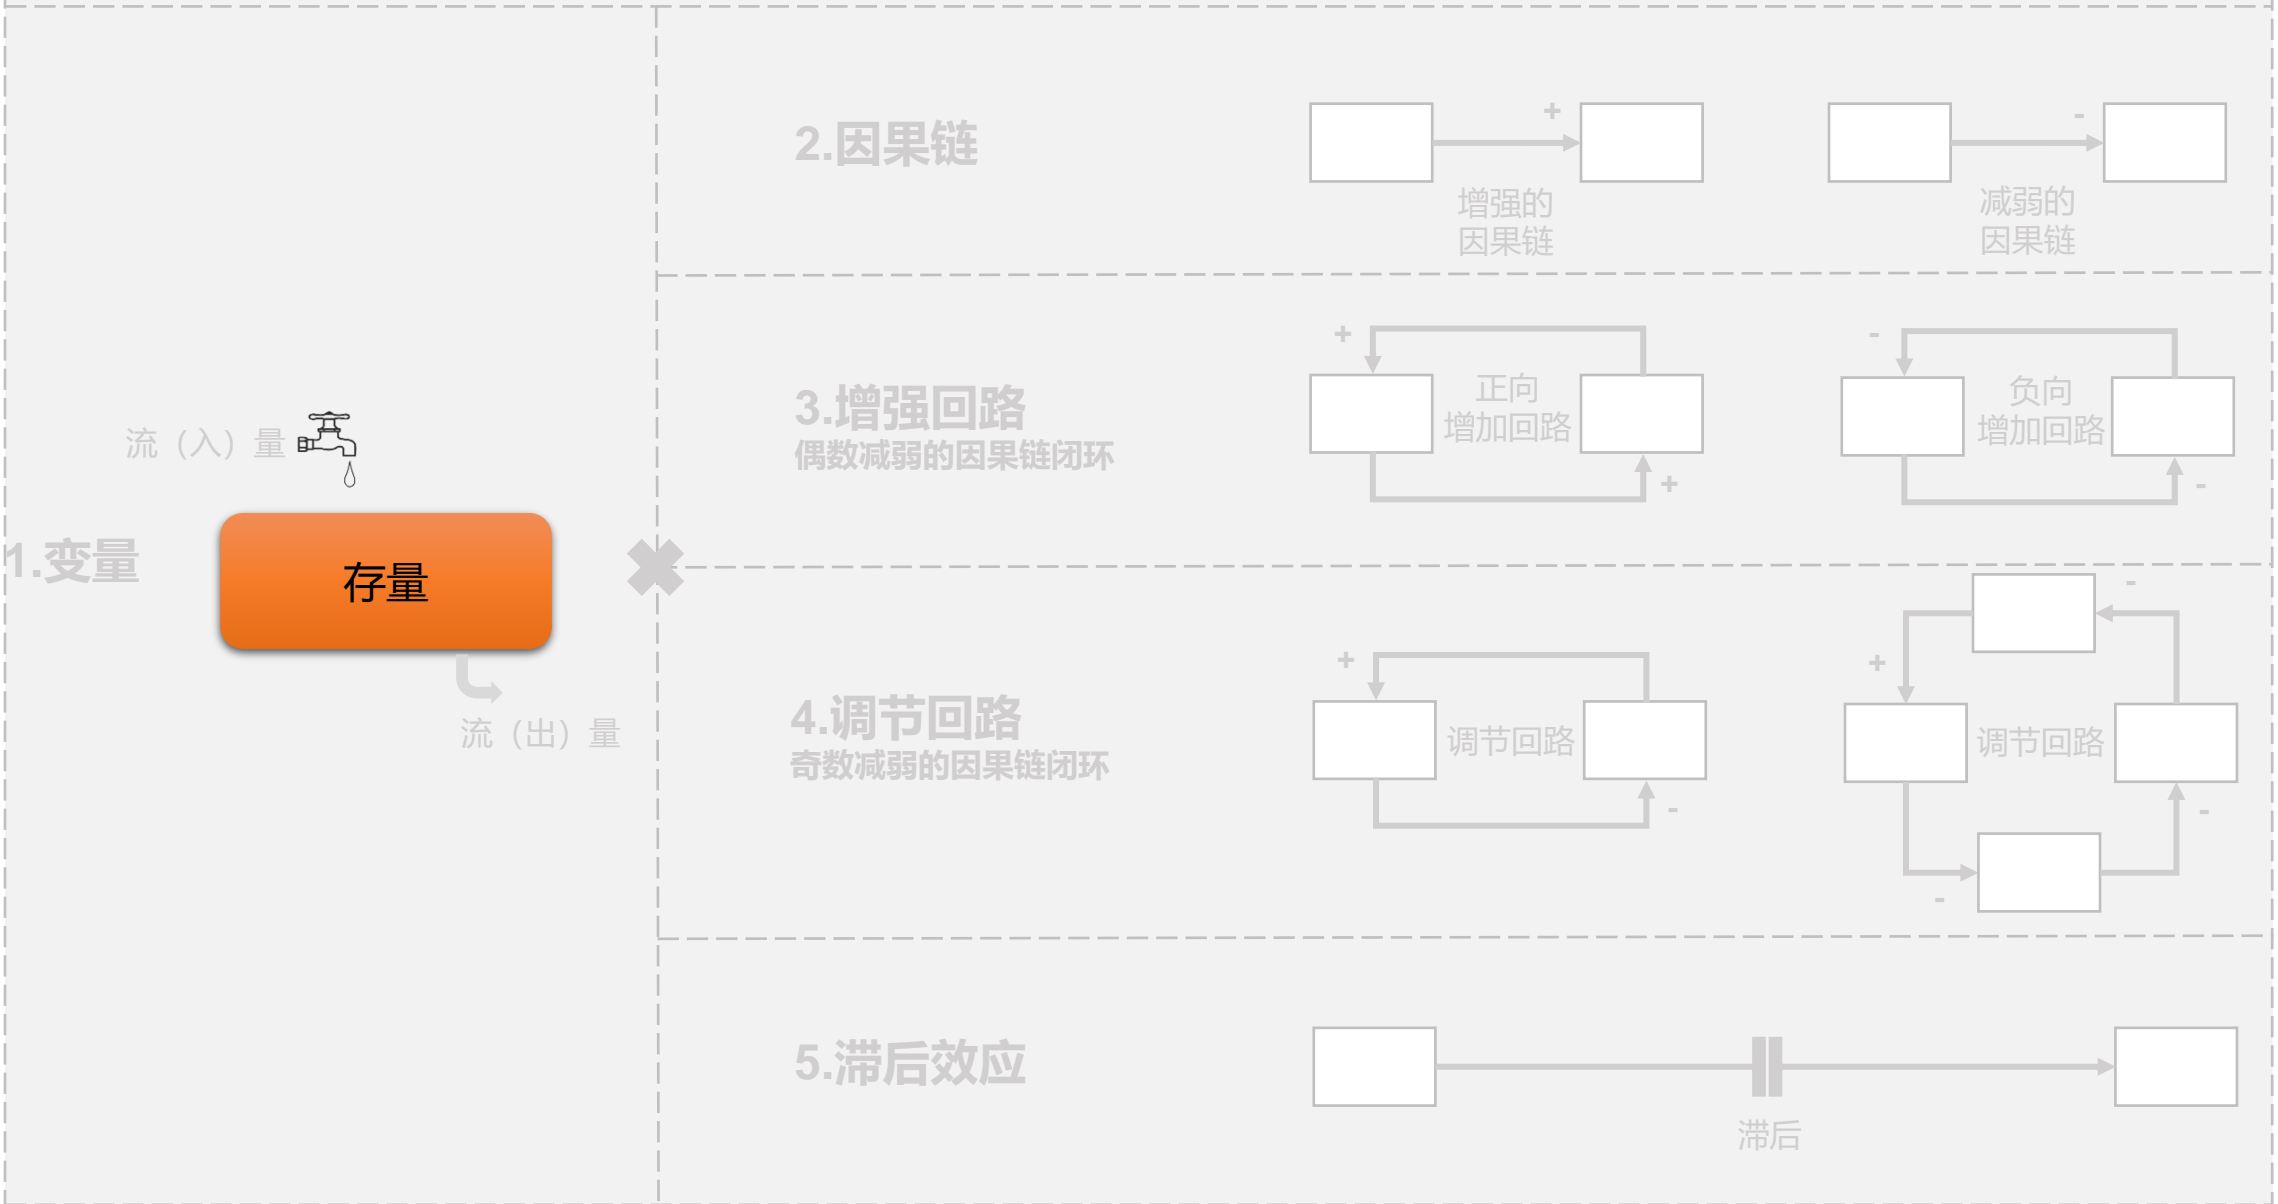 流（入）量
1.变量
存量
流（出）量
2.因果链
+
-
增强的
因果链
减弱的
因果链
3.增强回路
偶数减弱的因果链闭环
+
正向
增加回路
+
-
负向
增加回路
-
4.调节回路
奇数减弱的因果链闭环
+
调节回路
-
-
+
调节回路
-
-
5.滞后效应
滞后